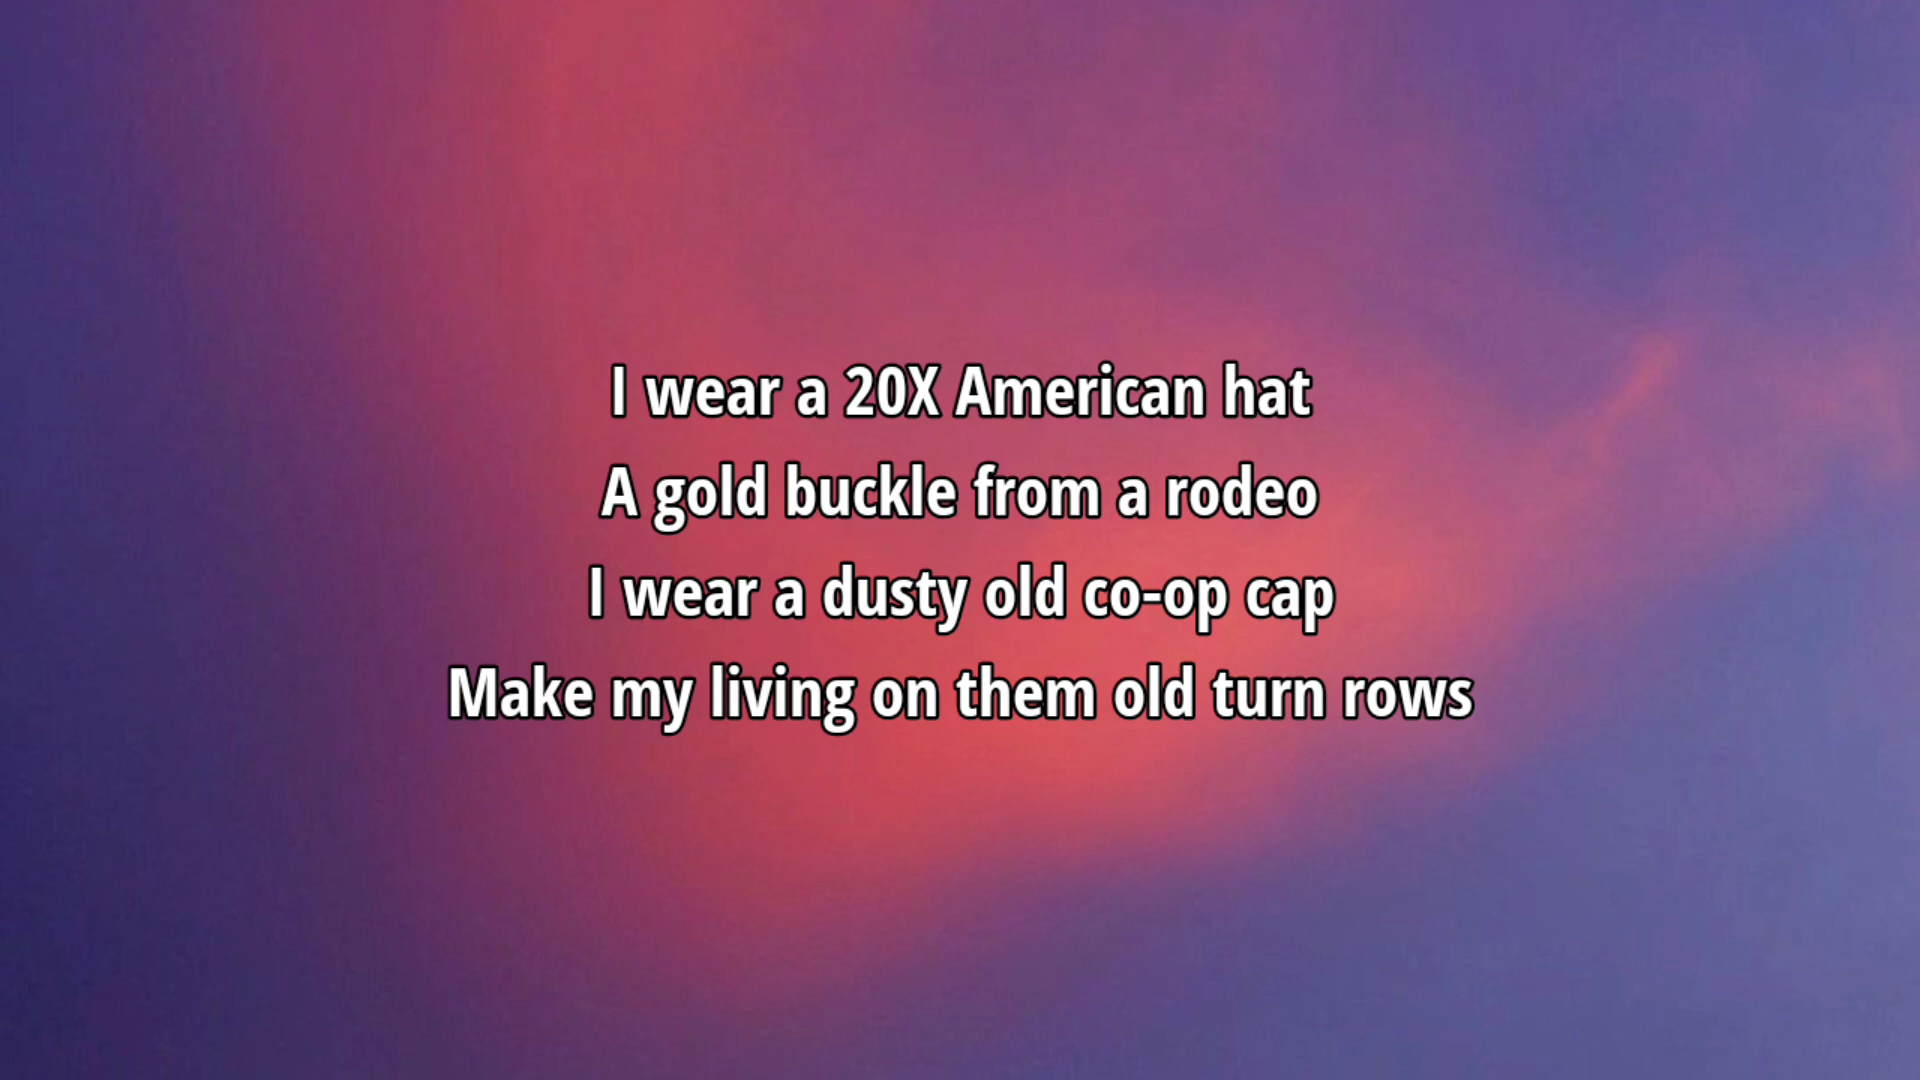 I wear a 20X American hat
A gold buckle from a rodeo
I wear a dusty old co-op cap
Make my living on them old turn rows